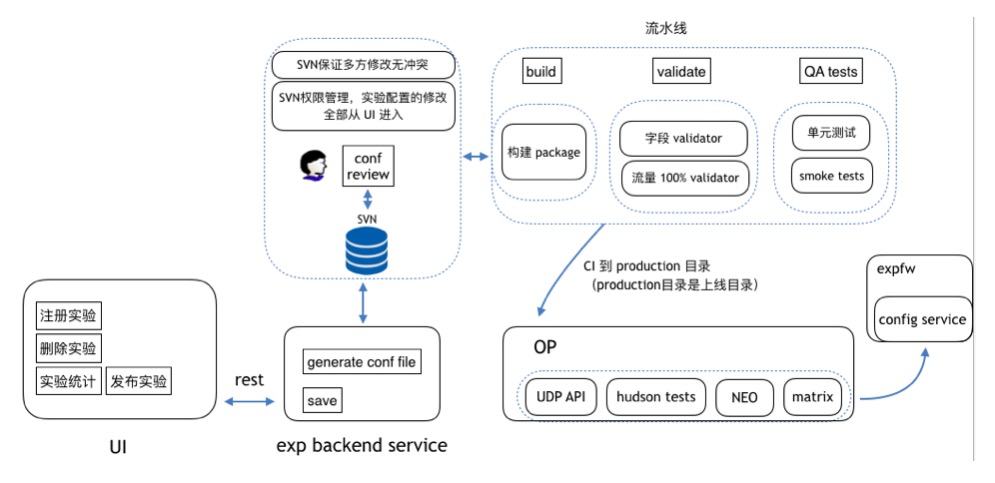 流水线
SVN保证多方修改无冲突
SVN权限管理，实验配置的修改
全部从 UI 进入
conf
review
SVN
build
validate
QA tests
构建 package
字段 validator
流量 100% validator
单元测试
smoke tests
CI 到 production 目录
（production目录是上线目录）
expfw
config service
注册实验
删除实验
实验统计
发布实验
UI
rest
generate conf file
save
exp backend service
OP
UDP API
hudson tests
NEO
matrix